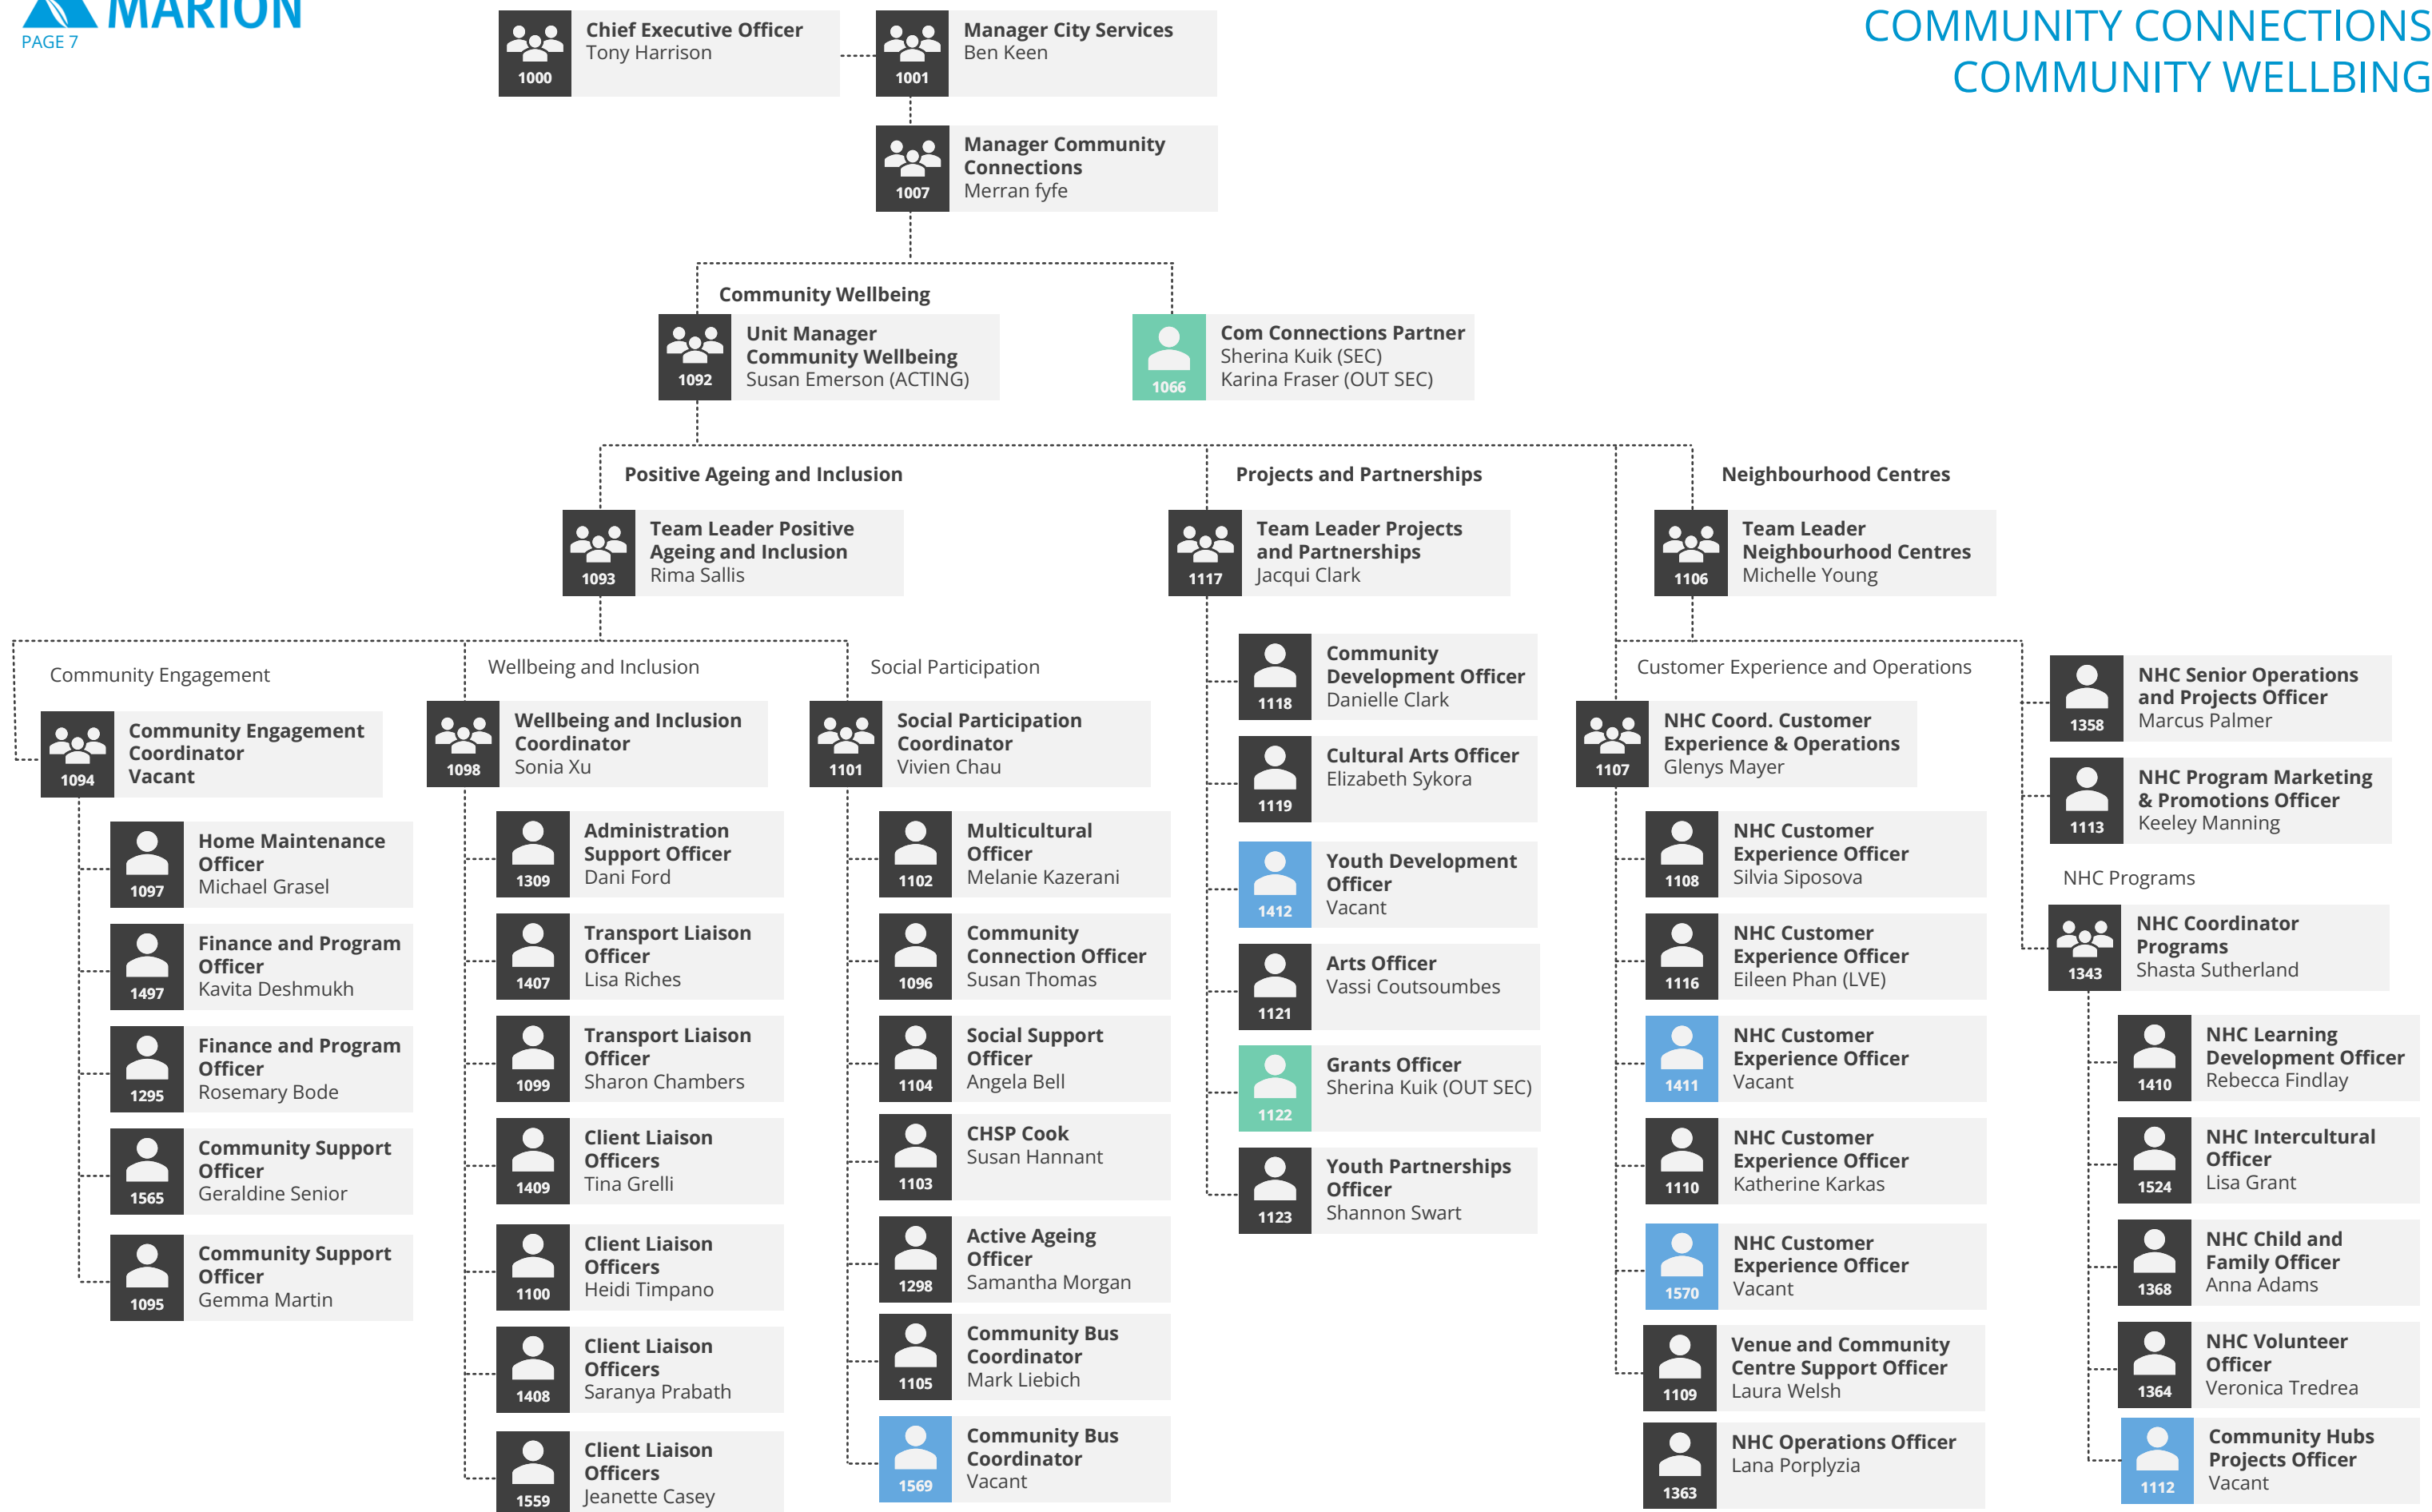 MARION
PAGE 7
COMMUNITY CONNECTIONS
COMMUNITY WELLBING
Chief Executive Officer
Tony Harrison
1000
Manager City Services
Ben Keen
1001
Manager Community
Connections
Merran fyfe
1007
Community Wellbeing
Unit Manager
Community Wellbeing
Susan Emerson (ACTING)
1092
Com Connections Partner
Sherina Kuik (SEC)
Karina Fraser (OUT SEC)
1066
Positive Ageing and Inclusion
Team Leader Positive
Ageing and Inclusion
Rima Sallis
1093
Projects and Partnerships
Team Leader Projects
and Partnerships
Jacqui Clark
1117
Neighbourhood Centres
Team Leader
Neighbourhood Centres
Michelle Young
1106
Community Engagement
Community Engagement
Coordinator
Vacant
1094
Home Maintenance
Officer
Michael Grasel
1097
Finance and Program
Officer
Kavita Deshmukh
1497
Finance and Program
Officer
Rosemary Bode
1295
Community Support
Officer
Geraldine Senior
1565
Community Support
Officer
Gemma Martin
1095
Wellbeing and Inclusion
Wellbeing and Inclusion
Coordinator
Sonia Xu
1098
Administration
Support Officer
Dani Ford
1309
Transport Liaison
Officer
Lisa Riches
1407
Transport Liaison
Officer
Sharon Chambers
1099
Client Liaison
Officers
Tina Grelli
1409
Client Liaison
Officers
Heidi Timpano
1100
Client Liaison
Officers
Saranya Prabath
1408
Client Liaison
Officers
Jeanette Casey
1559
Social Participation
Social Participation
Coordinator
Vivien Chau
1101
Multicultural
Officer
Melanie Kazerani
1102
Community
Connection Officer
Susan Thomas
1096
Social Support
Officer
Angela Bell
1104
CHSP Cook
Susan Hannant
1103
Active Ageing
Officer
Samantha Morgan
1298
Community Bus
Coordinator
Mark Liebich
1105
Community Bus
Coordinator
Vacant
1569
Community
Development Officer
Danielle Clark
1118
Cultural Arts Officer
Elizabeth Sykora
1119
Youth Development
Officer
Vacant
1412
Arts Officer
Vassi Coutsoumbes
1121
Grants Officer
Sherina Kuik (OUT SEC)
1122
Youth Partnerships
Officer
Shannon Swart
1123
Customer Experience and Operations
NHC Coord. Customer
Experience & Operations
Glenys Mayer
1107
NHC Customer
Experience Officer
Silvia Siposova
1108
NHC Customer
Experience Officer
Eileen Phan (LVE)
1116
NHC Customer
Experience Officer
Vacant
1411
NHC Customer
Experience Officer
Katherine Karkas
1110
NHC Customer
Experience Officer
Vacant
1570
Venue and Community
Centre Support Officer
Laura Welsh
1109
NHC Operations Officer
Lana Porplyzia
1363
NHC Senior Operations
and Projects Officer
Marcus Palmer
1358
NHC Program Marketing
& Promotions Officer
Keeley Manning
1113
NHC Programs
NHC Coordinator
Programs
Shasta Sutherland
1343
NHC Learning
Development Officer
Rebecca Findlay
1410
NHC Intercultural
Officer
Lisa Grant
1524
NHC Child and
Family Officer
Anna Adams
1368
NHC Volunteer
Officer
Veronica Tredrea
1364
Community Hubs
Projects Officer
Vacant
1112